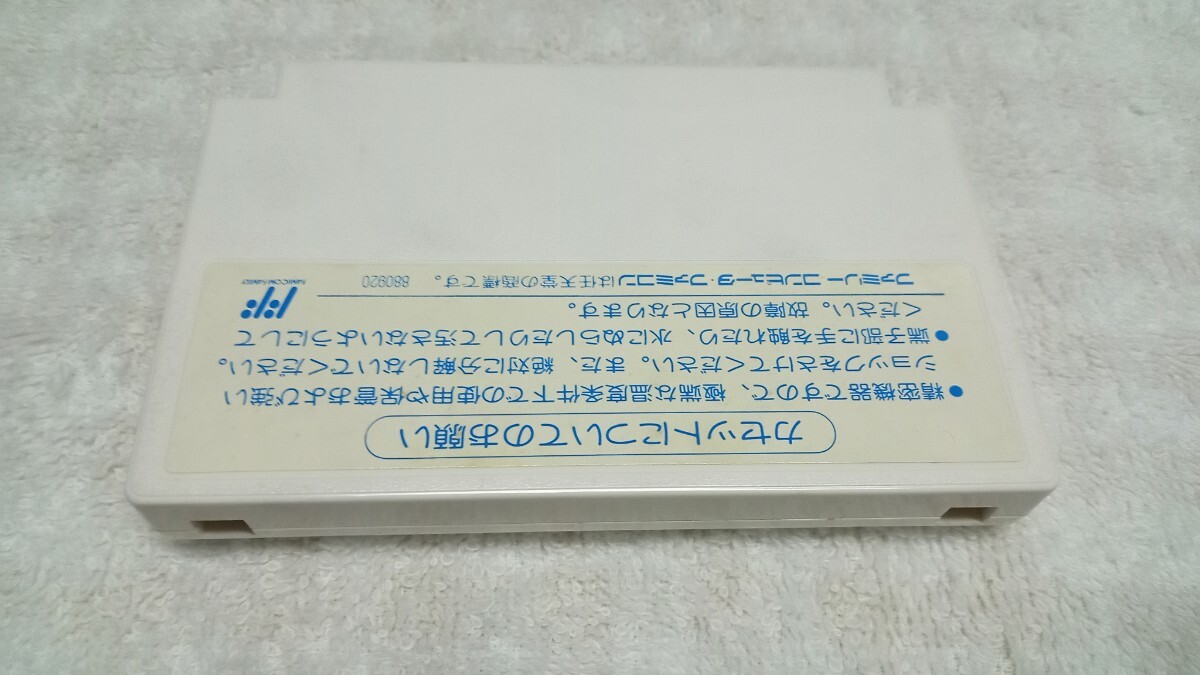 カセットについてのお願い
●精密機器ですので、極端な温度条件下での使用や保管および強い
ショックをさけてください。また、絶対に分解しないでください。
●端子部に手を触れたり、水にぬらしたりして汚さないようにして
ください。故障の原因となります。
ファミリーコンピュータ・ファミコンは任天堂の商標です。 880920
FAMICOM FAMILY